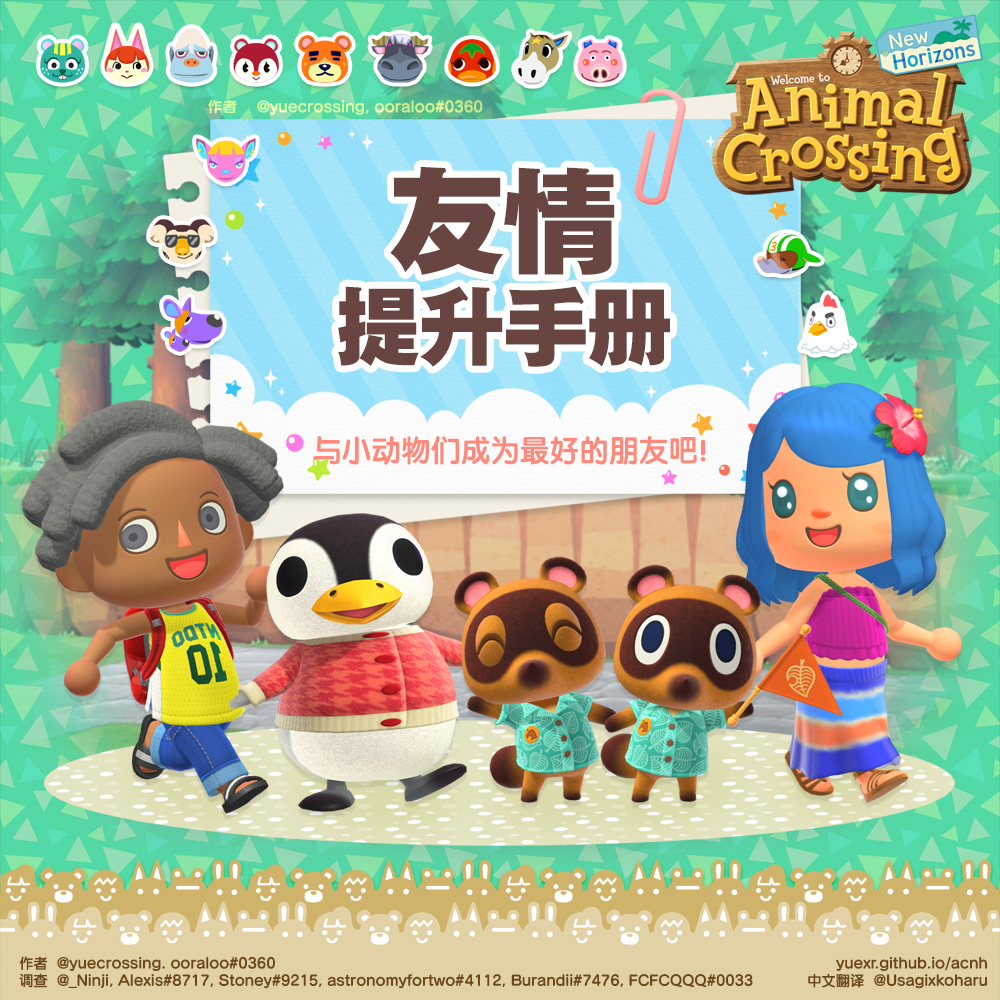 New Horizons
Welcome to
Animal Crossing
作者 @yuecrossing, ooraloo#0360
友情
提升手册
与小动物们成为最好的朋友吧!
NTDO
10
作者 @yuecrossing. ooraloo#0360
调查 @_Ninji, Alexis#8717, Stoney#9215, astronomyfortwo#4112, Burandii#7476, FCFCQQQ#0033
yuexr.github.io/acnh
中文翻译 @Usagixkoharu